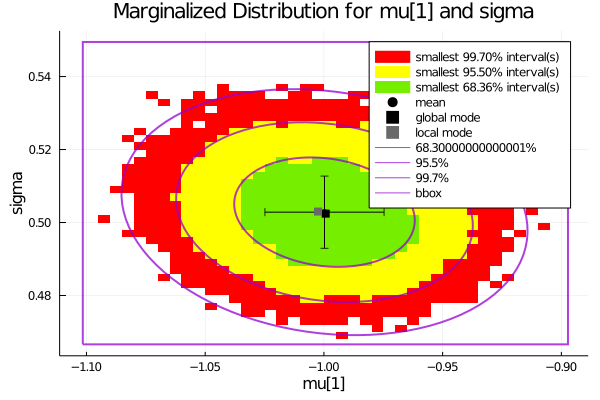 Marginalized Distribution for mu[1] and sigma
smallest 99.70% interval(s)
smallest 95.50% interval(s)
smallest 68.36% interval(s)
mean
global mode
local mode
68.30000000000001%
95.5%
99.7%
bbox
0.54
0.52
0.50
0.48
sigma
−1.10 −1.05 −1.00 −0.95 −0.90
mu[1]